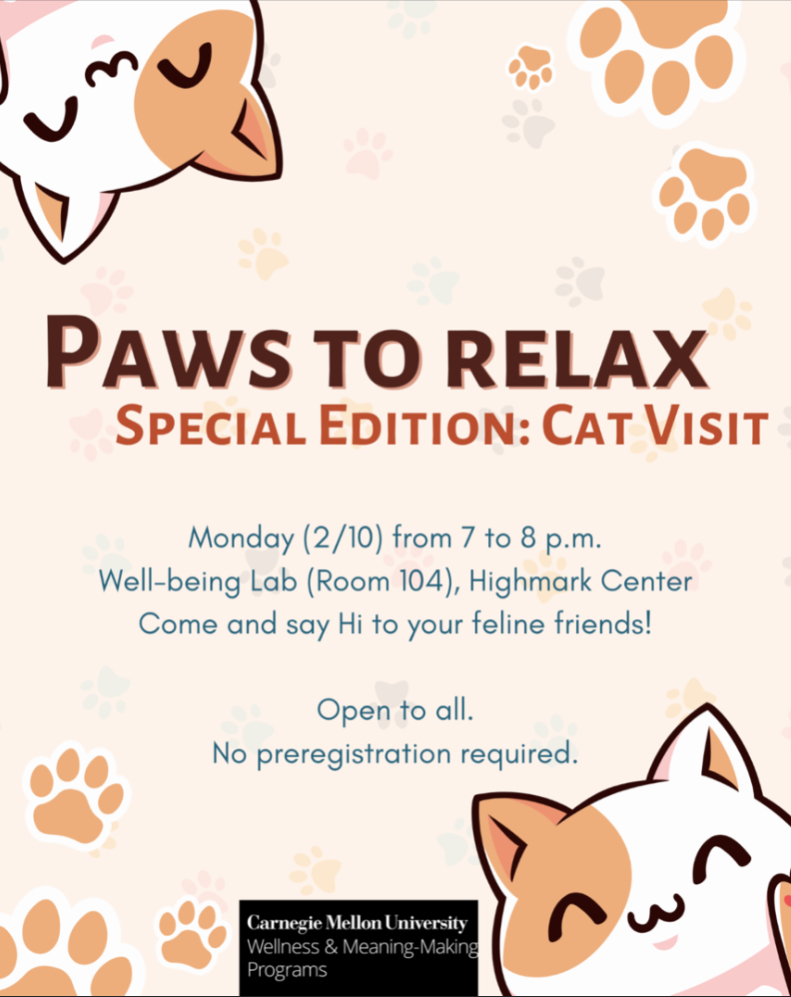 Paws to relax
Special Edition: Cat Visit
Monday (2/10) from 7 to 8 p.m.
Well-being Lab (Room 104), Highmark Center
Come and say Hi to your feline friends!
Open to all.
No preregistration required.
Carnegie Mellon University
Wellness & Meaning-Making
Programs